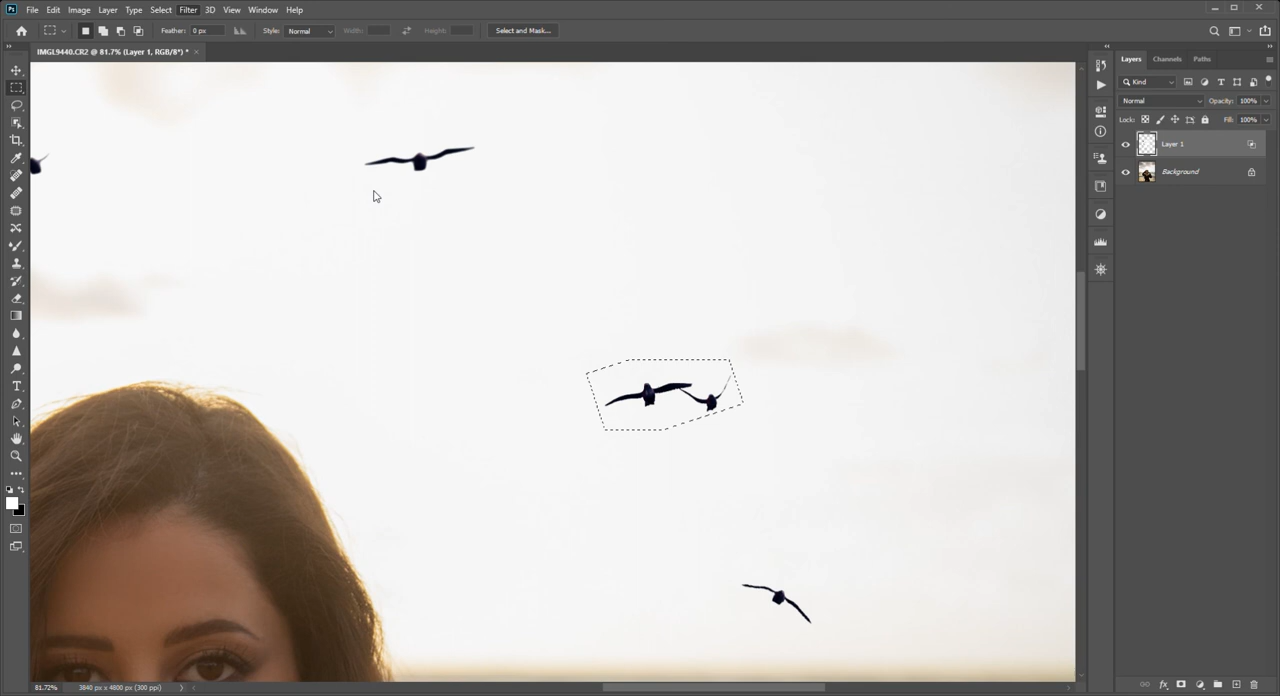 Ps File Edit Image Layer Type Select Filter 3D View Window Help
Feather: 0 px Style: Normal Width: Height: Select and Mask...
IMGL9440.CR2 @ 81.7% (Layer 1, RGB/8*) * ×
Layers Channels Paths
Kind
Normal Opacity: 100%
Lock: Fill: 100%
Layer 1
Background
81.72% 3840 px x 4800 px (300 ppi)